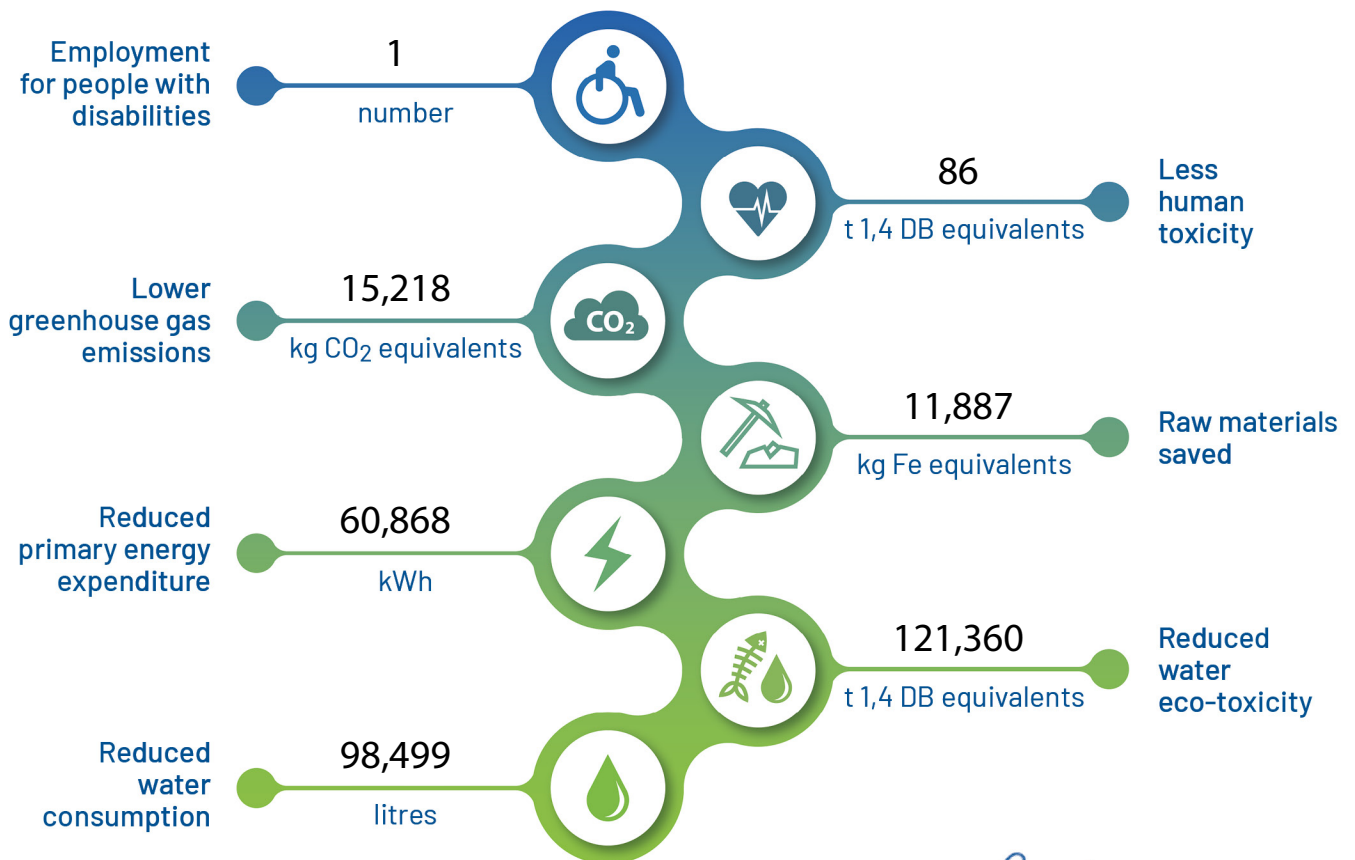 Employment
for people with
disabilities
1
number
86
t 1,4 DB equivalents
Less
human
toxicity
Lower
greenhouse gas
emissions
15,218
kg CO₂ equivalents
CO₂
11,887
kg Fe equivalents
Raw materials
saved
Reduced
primary energy
expenditure
60,868
kWh
121,360
t 1,4 DB equivalents
Reduced
water
eco-toxicity
Reduced
water
consumption
98,499
litres